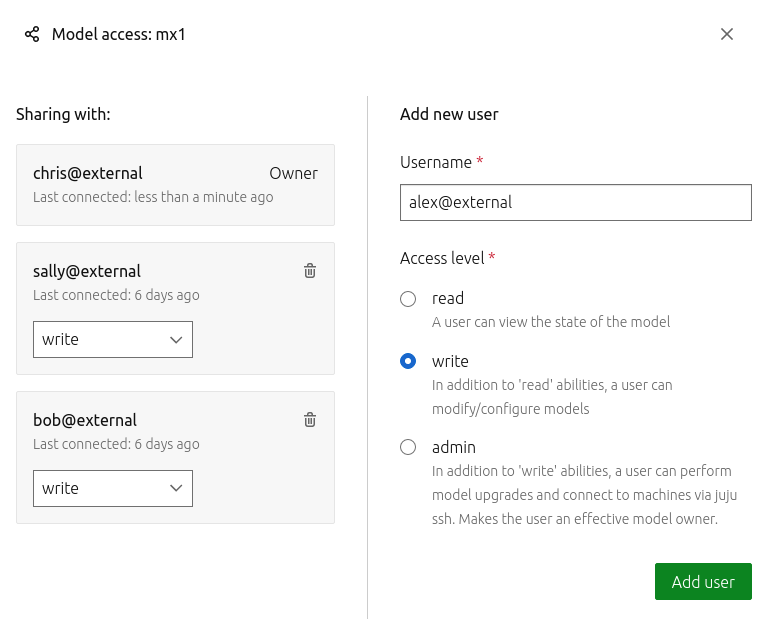 Model access: mx1
Sharing with:
chris@external Owner
Last connected: less than a minute ago
sally@external
Last connected: 6 days ago
write
bob@external
Last connected: 6 days ago
write
Add new user
Username *
alex@external
Access level *
read
A user can view the state of the model
write
In addition to 'read' abilities, a user can
modify/configure models
admin
In addition to 'write' abilities, a user can perform
model upgrades and connect to machines via juju
ssh. Makes the user an effective model owner.
Add user